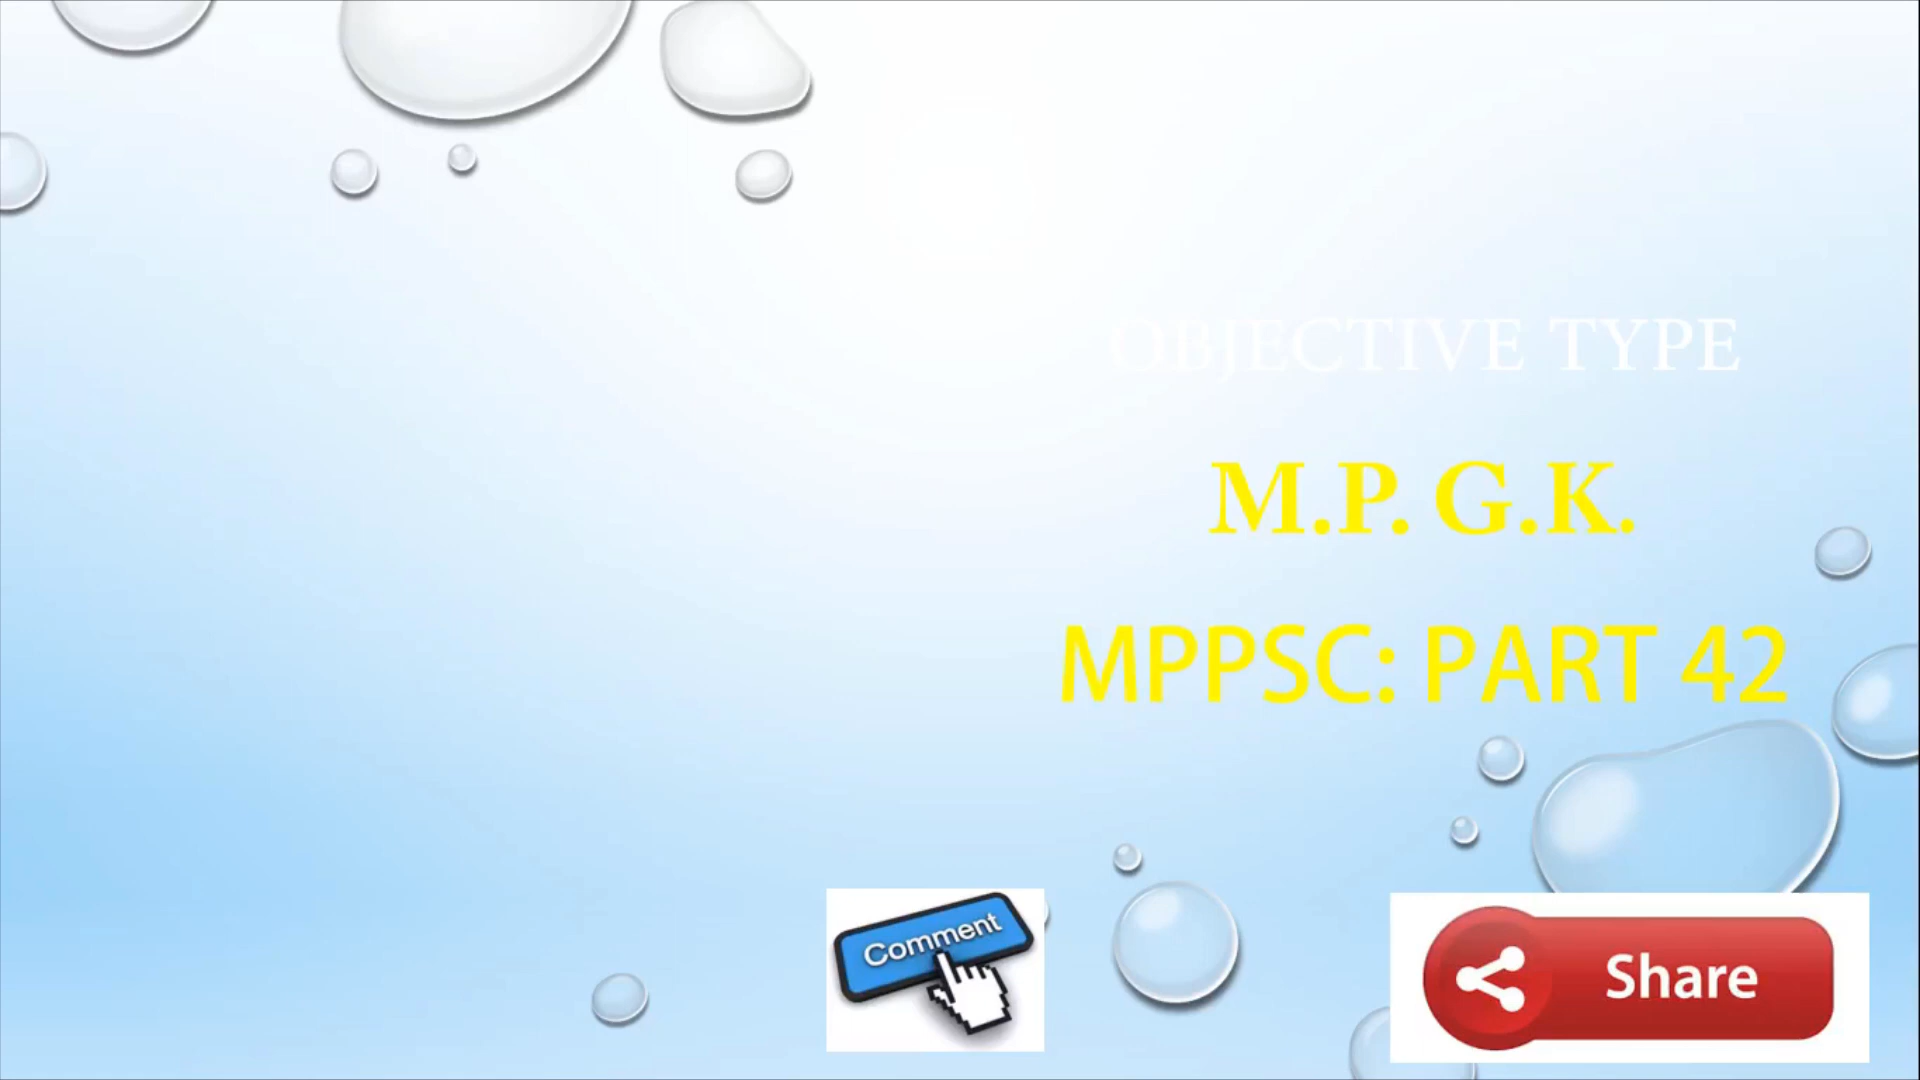 OBJECTIVE TYPE
M.P. G.K.
MPPSC: PART 42
Comment
Share